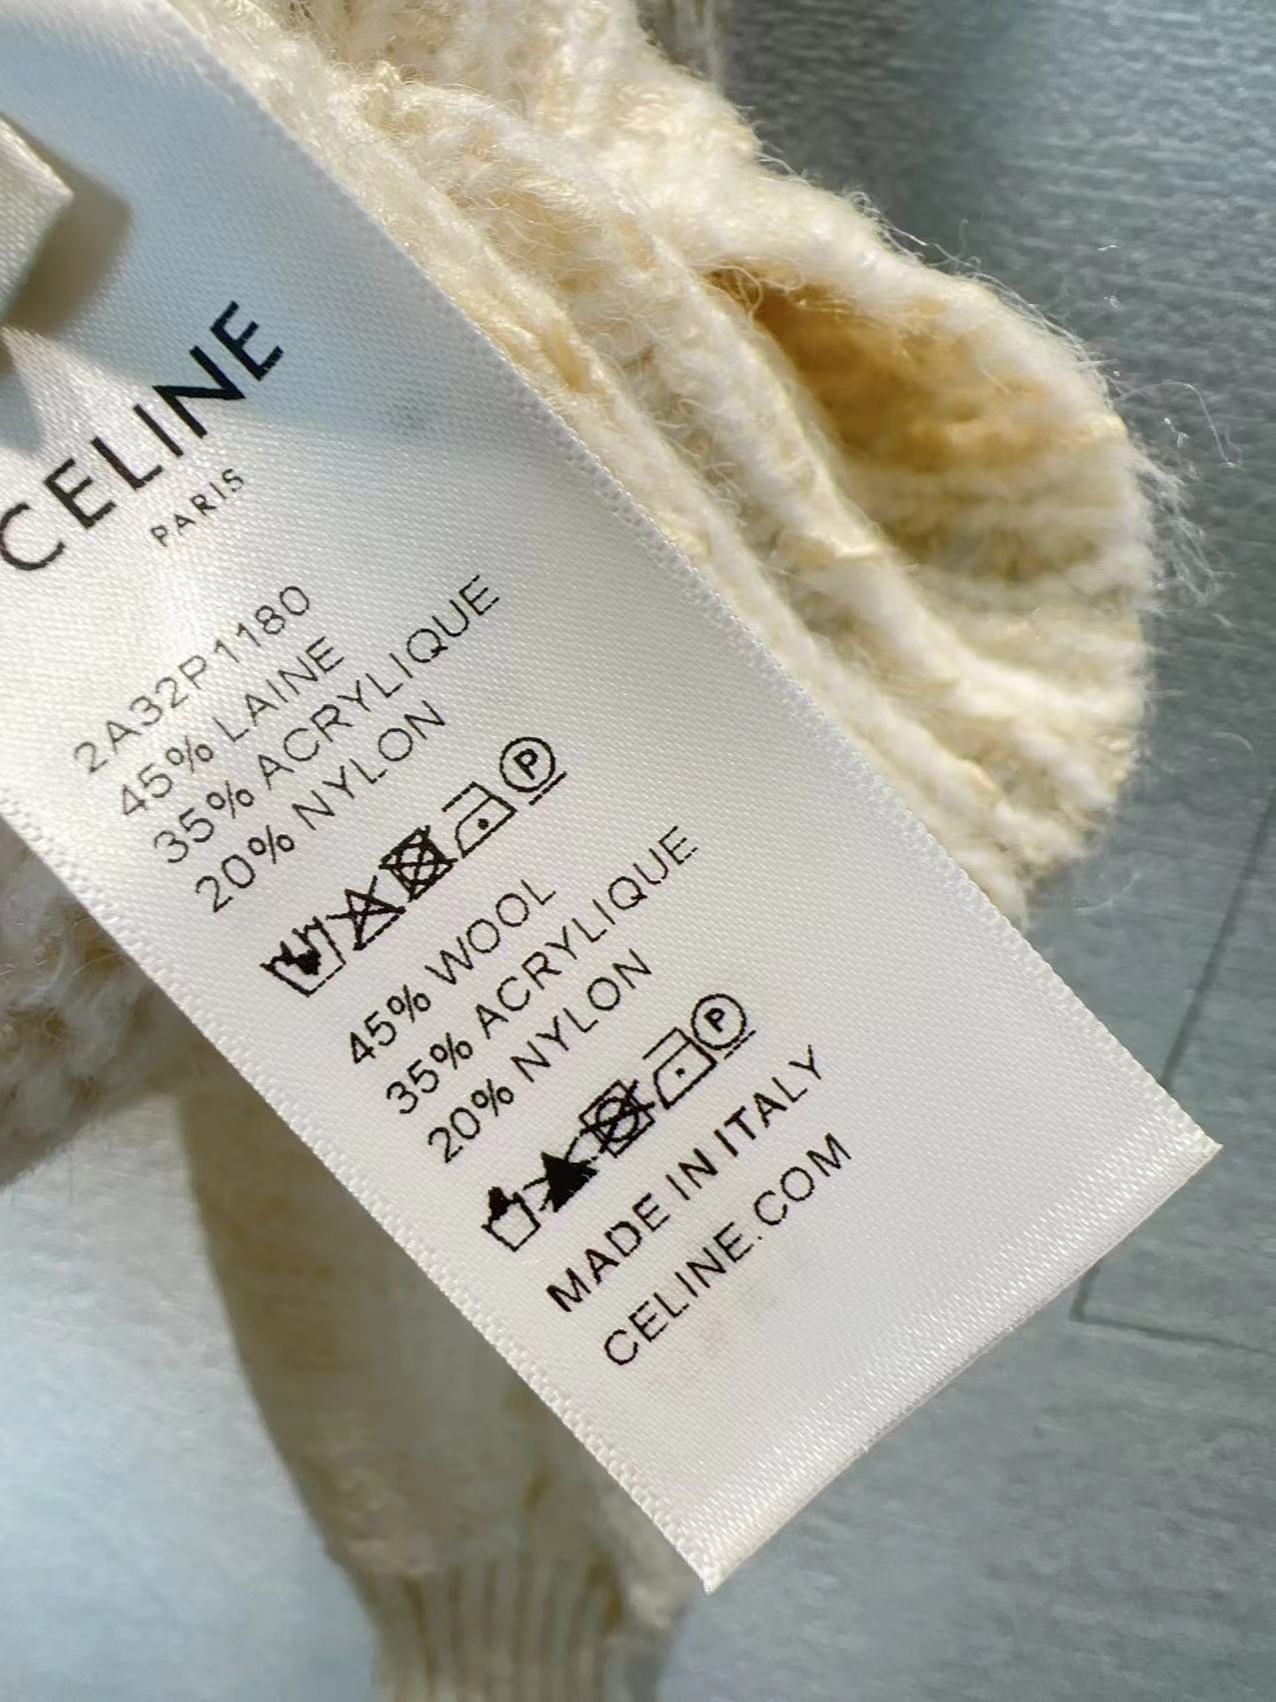 CELINE
PARIS
2A32P1180
45% LAINE
35% ACRYLIQUE
20% NYLON
P
45% WOOL
35% ACRYLIQUE
20% NYLON
P
MADE IN ITALY
CELINE.COM